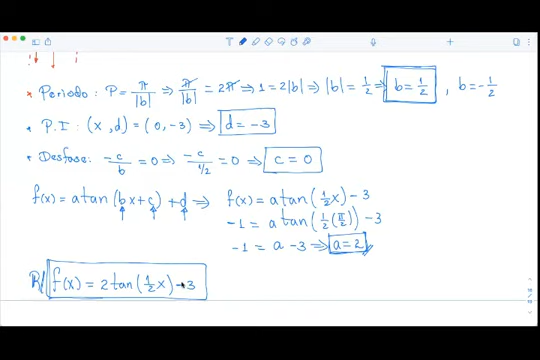 * Periodo : P = π/|b| ⇒ π/|b| = 2π ⇒ 1 = 2|b| ⇒ |b| = 1/2 ⇒ b = 1/2 , b = -1/2
• P.I : (x, d) = (0, -3) ⇒ d = -3
• Desfase : -c/b = 0 ⇒ -c/1/2 = 0 ⇒ c = 0
f(x) = a tan(bx + c) + d ⇒ f(x) = a tan(1/2 x) - 3
-1 = a tan(1/2 (π/2)) - 3
-1 = a - 3 ⇒ a = 2
R/ f(x) = 2 tan(1/2 x) - 3